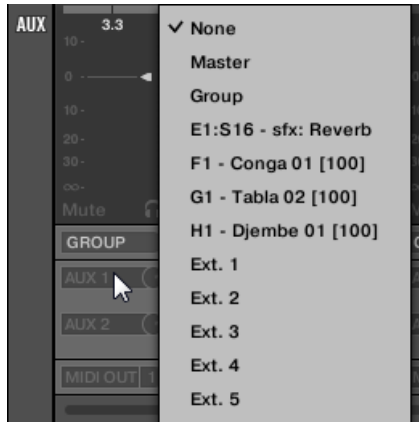 AUX
3.3
10 -
0 -
10 -
20 -
30 -
∞-
Mute
GROUP
AUX 1
AUX 2
MIDI OUT 1
✓ None
Master
Group
E1:S16 - sfx: Reverb
F1 - Conga 01 [100]
G1 - Tabla 02 [100]
H1 - Djembe 01 [100]
Ext. 1
Ext. 2
Ext. 3
Ext. 4
Ext. 5